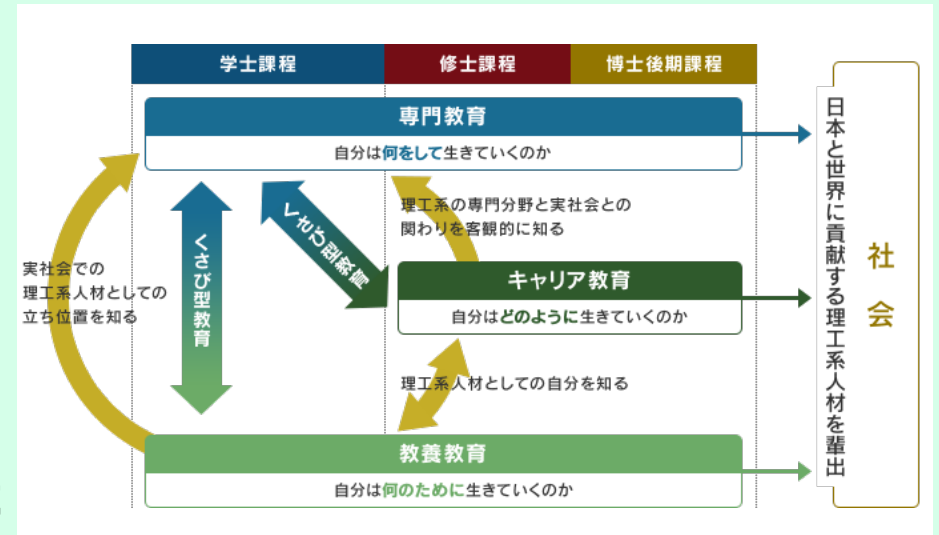 学士課程
修士課程
博士後期課程
専門教育
自分は何をして生きていくのか
理工系の専門分野と実社会との
関わりを客観的に知る
くさび型教育
くさび型教育
実社会での
理工系人材としての
立ち位置を知る
キャリア教育
自分はどのように生きていくのか
理工系人材としての自分を知る
教養教育
自分は何のために生きていくのか
日本と世界に貢献する理工系人材を輩出
社会